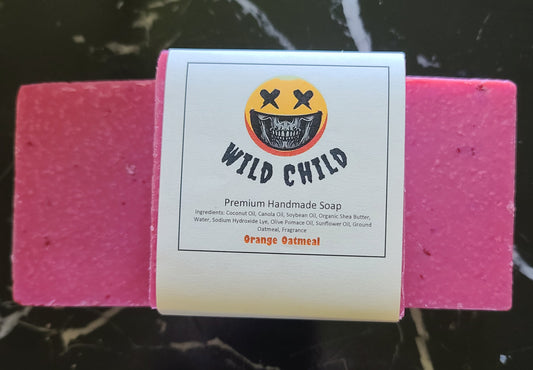 WILD CHILD
Premium Handmade Soap
Ingredients: Coconut Oil, Canola Oil, Soybean Oil, Organic Shea Butter,
Water, Sodium Hydroxide Lye, Olive Pomace Oil, Sunflower Oil, Ground
Oatmeal, Fragrance
Orange Oatmeal